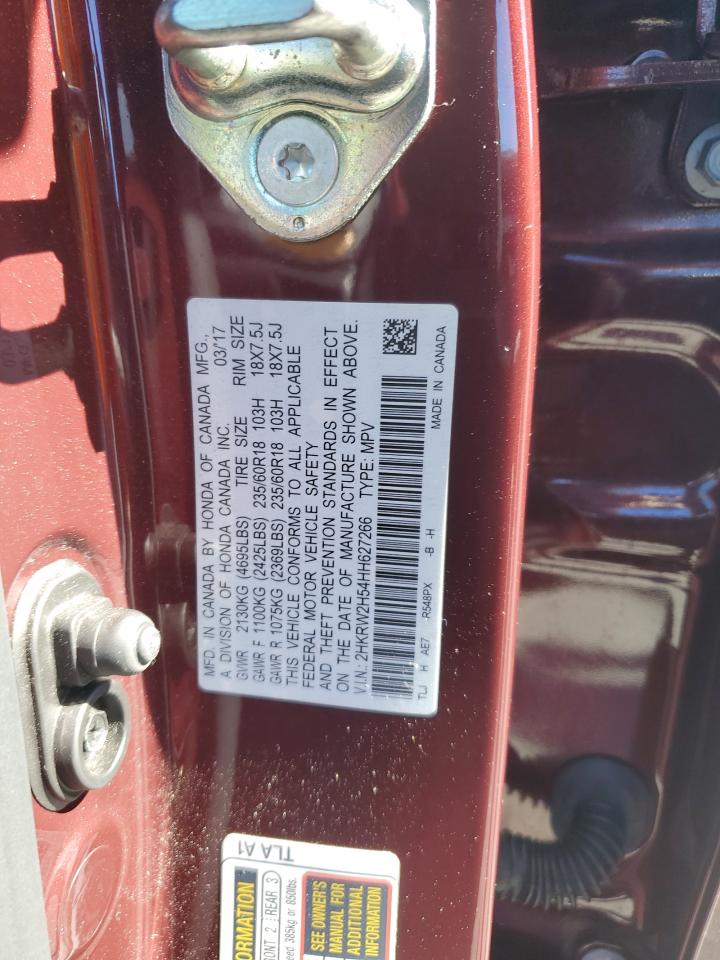 MFD. IN CANADA BY HONDA OF CANADA MFG.,
A DIVISION OF HONDA CANADA INC. 03/17
GVWR 2130KG (4695LBS) TIRE SIZE RIM SIZE
GAWR F 1100KG (2425LBS) 235/60R18 103H 18X7.5J
GAWR R 1075KG (2369LBS) 235/60R18 103H 18X7.5J
THIS VEHICLE CONFORMS TO ALL APPLICABLE
FEDERAL MOTOR VEHICLE SAFETY
AND THEFT PREVENTION STANDARDS IN EFFECT
ON THE DATE OF MANUFACTURE SHOWN ABOVE.
V.I.N.: 2HKRW2H54HH627266 TYPE: MPV
TLJ H AE7 R548PX -B -H MADE IN CANADA
TLA A1
2 REAR 3
385kg or 850lbs.
SEE OWNER'S
MANUAL FOR
ADDITIONAL
INFORMATION